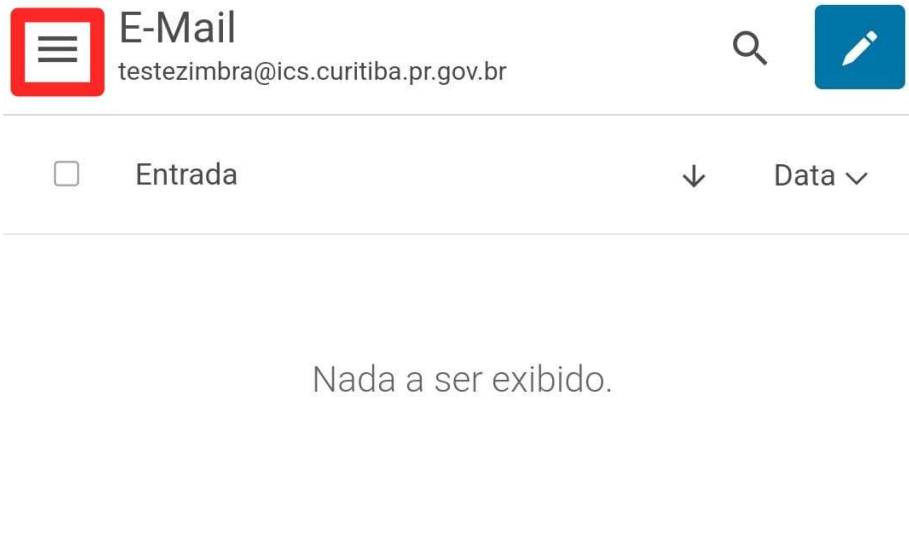 E-Mail
testezimbra@ics.curitiba.pr.gov.br
Entrada
Data
Nada a ser exibido.